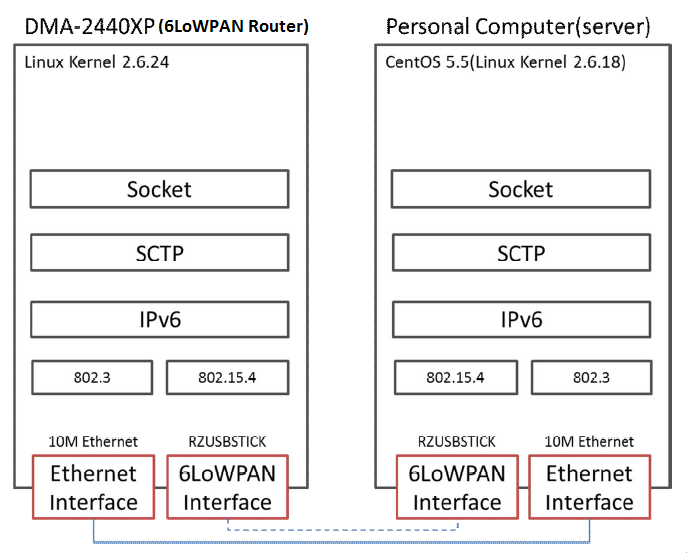 DMA-2440XP (6LoWPAN Router)
Linux Kernel 2.6.24
Socket
SCTP
IPv6
802.3
802.15.4
10M Ethernet
RZUSBSTICK
Ethernet
Interface
6LoWPAN
Interface
Personal Computer(server)
CentOS 5.5(Linux Kernel 2.6.18)
Socket
SCTP
IPv6
802.15.4
802.3
RZUSBSTICK
10M Ethernet
6LoWPAN
Interface
Ethernet
Interface